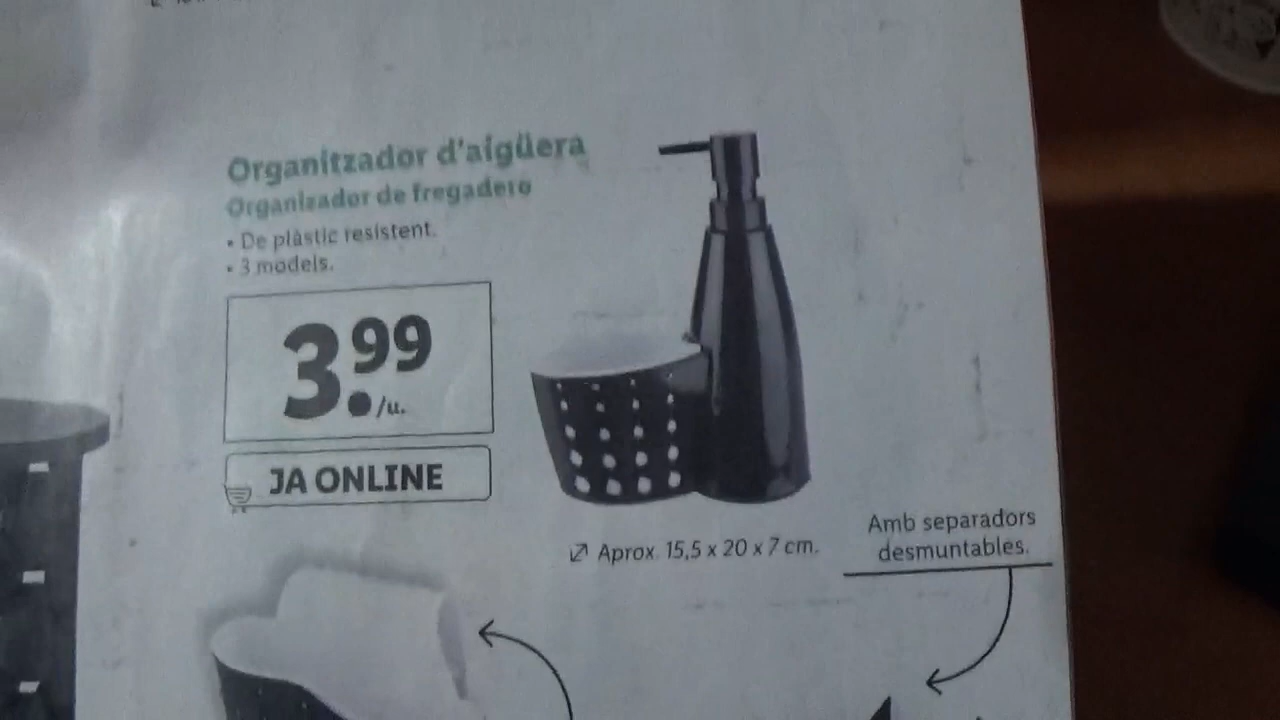 Organitzador d'aigüera
Organizador de fregadero
• De plàstic resistent.
• 3 models.
3.99
/u.
JA ONLINE
Aprox. 15,5 x 20 x 7 cm.
Amb separadors
desmuntables.